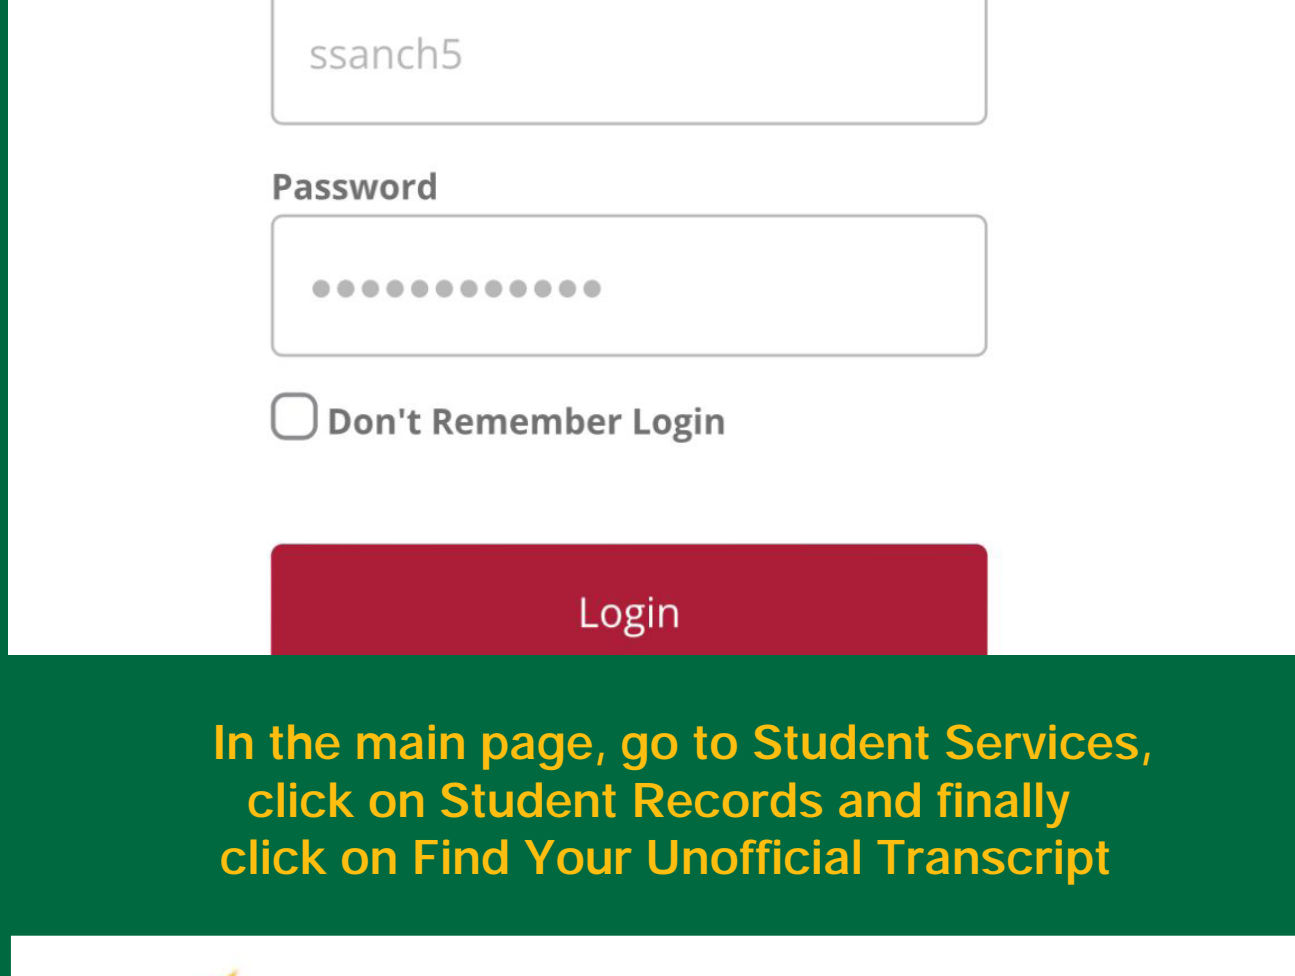 ssanch5
Password
Don't Remember Login
Login
In the main page, go to Student Services,
click on Student Records and finally
click on Find Your Unofficial Transcript